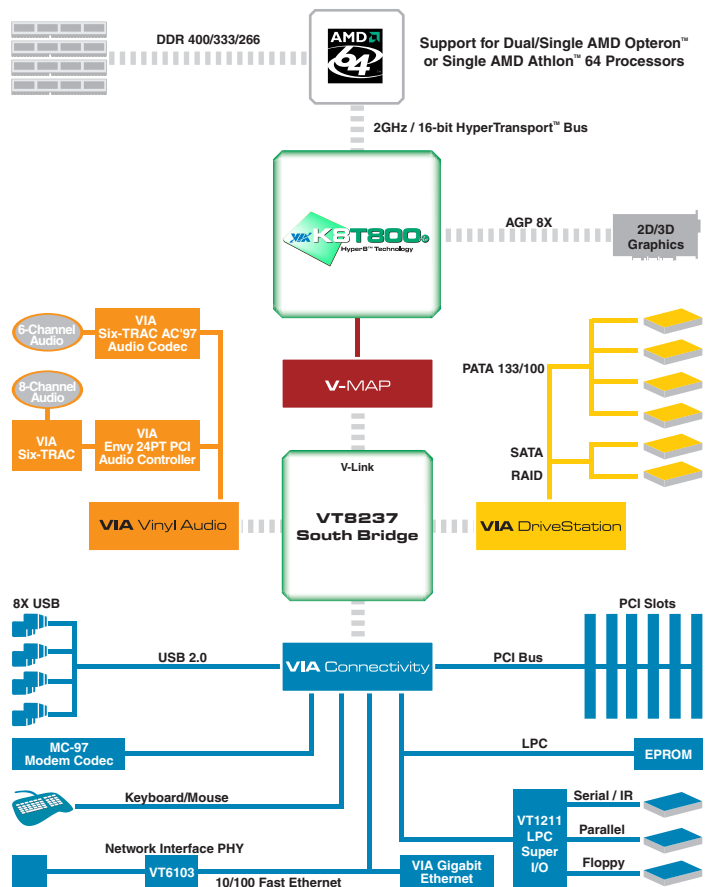 DDR 400/333/266
AMD
64
Support for Dual/Single AMD Opteron™
or Single AMD Athlon™ 64 Processors
2GHz / 16-bit HyperTransport™ Bus
VIA K8T800
Hyper8™ Technology
AGP 8X
2D/3D
Graphics
6-Channel
Audio
VIA
Six-TRAC AC'97
Audio Codec
8-Channel
Audio
VIA
Six-TRAC
VIA
Envy 24PT PCI
Audio Controller
V-MAP
PATA 133/100
SATA
RAID
V-Link
VIA Vinyl Audio
VT8237
South Bridge
VIA DriveStation
8X USB
USB 2.0
VIA Connectivity
PCI Bus
PCI Slots
MC-97
Modem Codec
LPC
EPROM
Keyboard/Mouse
VT1211
LPC
Super
I/O
Serial / IR
Parallel
Floppy
Network Interface PHY
VT6103
10/100 Fast Ethernet
VIA Gigabit
Ethernet